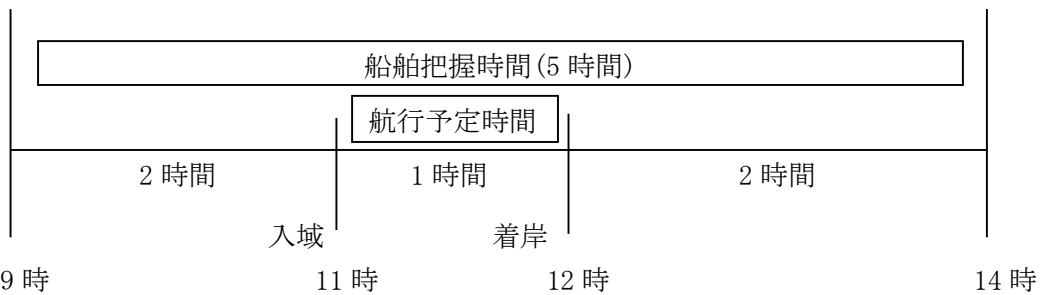 船舶把握時間(5 時間)
航行予定時間
2 時間 1 時間 2 時間
入域 着岸
9 時 11 時 12 時 14 時